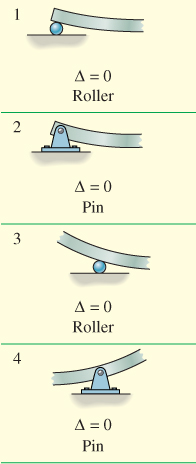 1
Δ = 0
Roller
2
Δ = 0
Pin
3
Δ = 0
Roller
4
Δ = 0
Pin